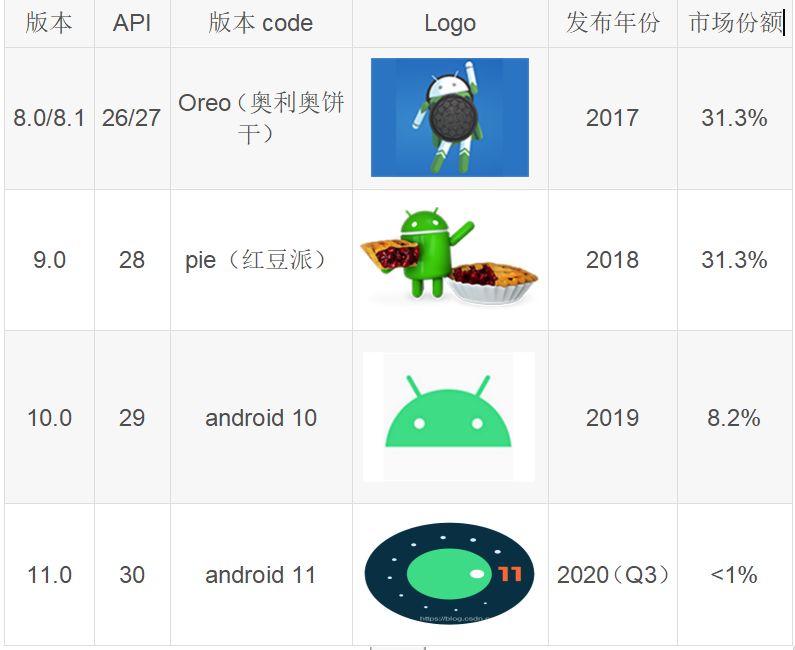 版本 API 版本 code Logo 发布年份 市场份额
8.0/8.1 26/27 Oreo（奥利奥饼
干） 2017 31.3%
9.0 28 pie（红豆派） 2018 31.3%
10.0 29 android 10 2019 8.2%
11.0 30 android 11 11 2020（Q3） <1%
https://blog.csdn.